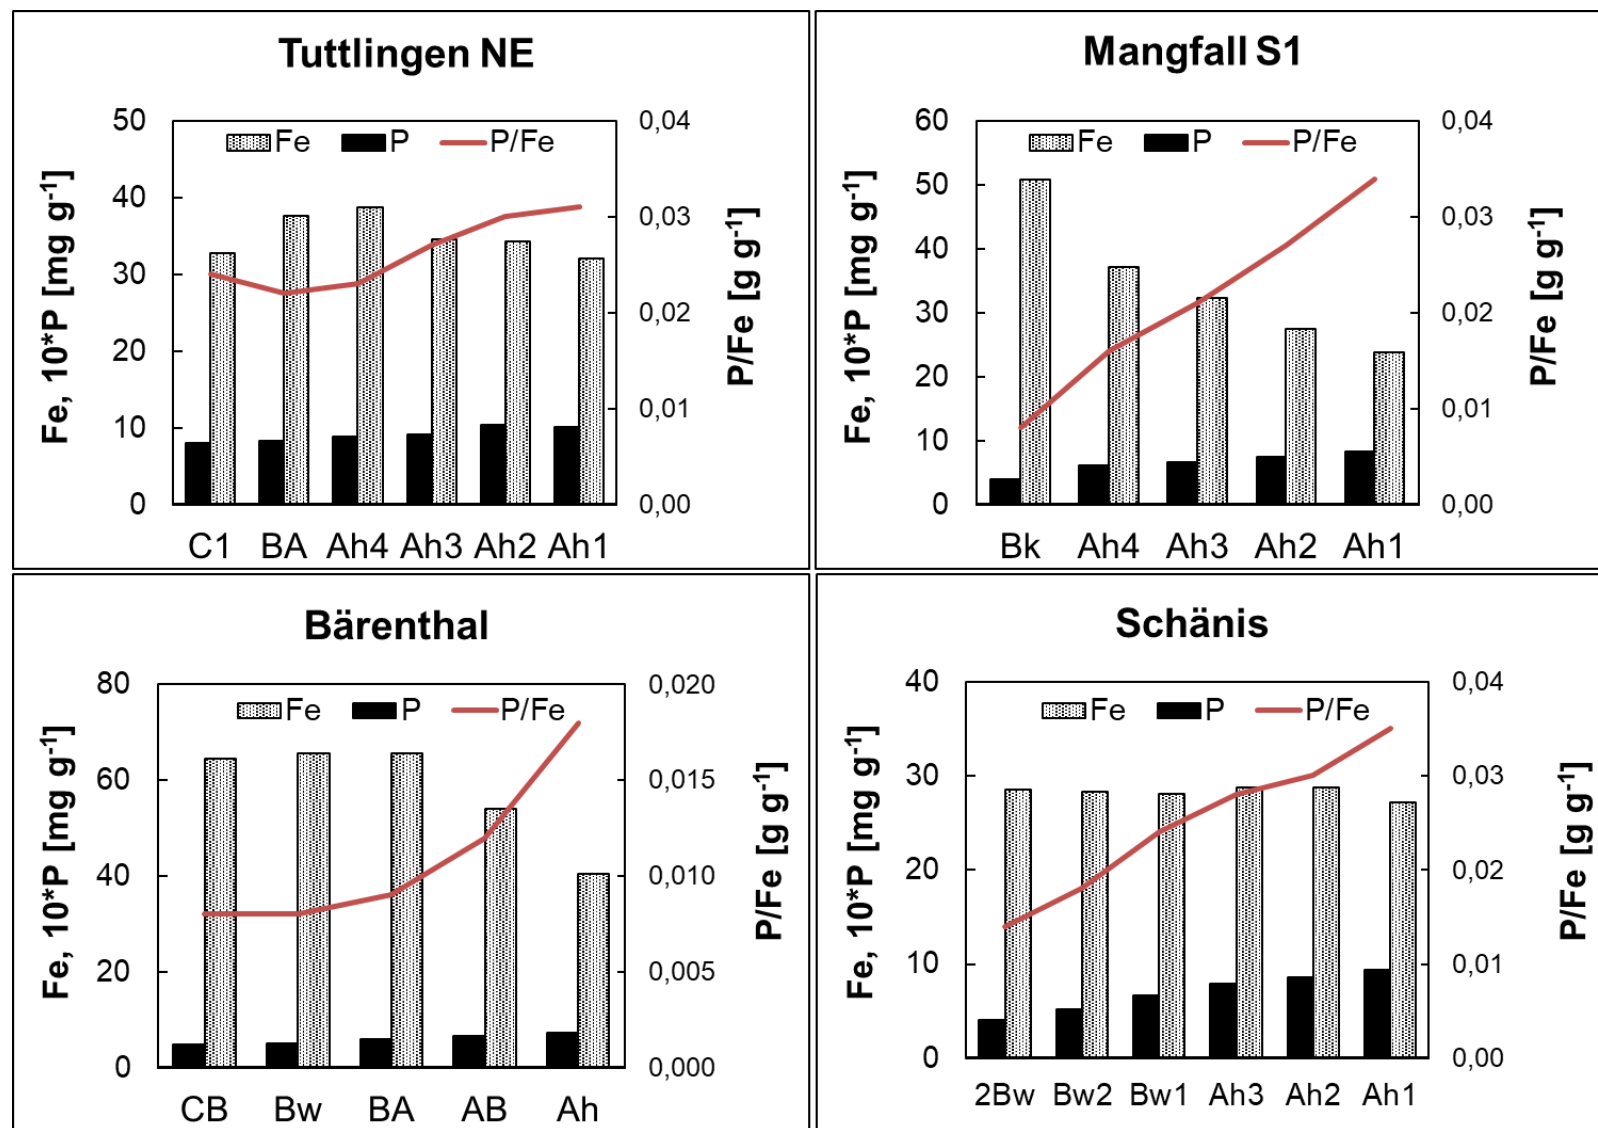 Tuttlingen NE
Fe, 10*P [mg g-1]
50
40
30
20
10
0
Fe P P/Fe
0,04
0,03
0,02
0,01
0,00
P/Fe [g g-1]
C1 BA Ah4 Ah3 Ah2 Ah1
Mangfall S1
Fe, 10*P [mg g-1]
60
50
40
30
20
10
0
Fe P P/Fe
0,04
0,03
0,02
0,01
0,00
P/Fe [g g-1]
Bk Ah4 Ah3 Ah2 Ah1
Bärenthal
Fe, 10*P [mg g-1]
80
60
40
20
0
Fe P P/Fe
0,020
0,015
0,010
0,005
0,000
P/Fe [g g-1]
CB Bw BA AB Ah
Schänis
Fe, 10*P [mg g-1]
40
30
20
10
0
Fe P P/Fe
0,04
0,03
0,02
0,01
0,00
P/Fe [g g-1]
2Bw Bw2 Bw1 Ah3 Ah2 Ah1